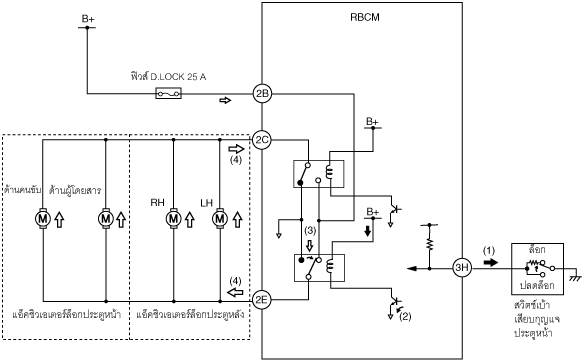 RBCM
B+
ฟิวส์ D.LOCK 25 A
2B
B+
2C
(4)
ด้านคนขับ
ด้านผู้โดยสาร
RH
LH
M
M
M
M
B+
(3)
(1)
3H
ล็อก
ปลดล็อก
(4)
2E
(2)
สวิตช์เบ้า
เสียบกุญแจ
ประตูหน้า
แอ็คชิวเอเตอร์ล็อกประตูหน้า
แอ็คชิวเอเตอร์ล็อกประตูหลัง